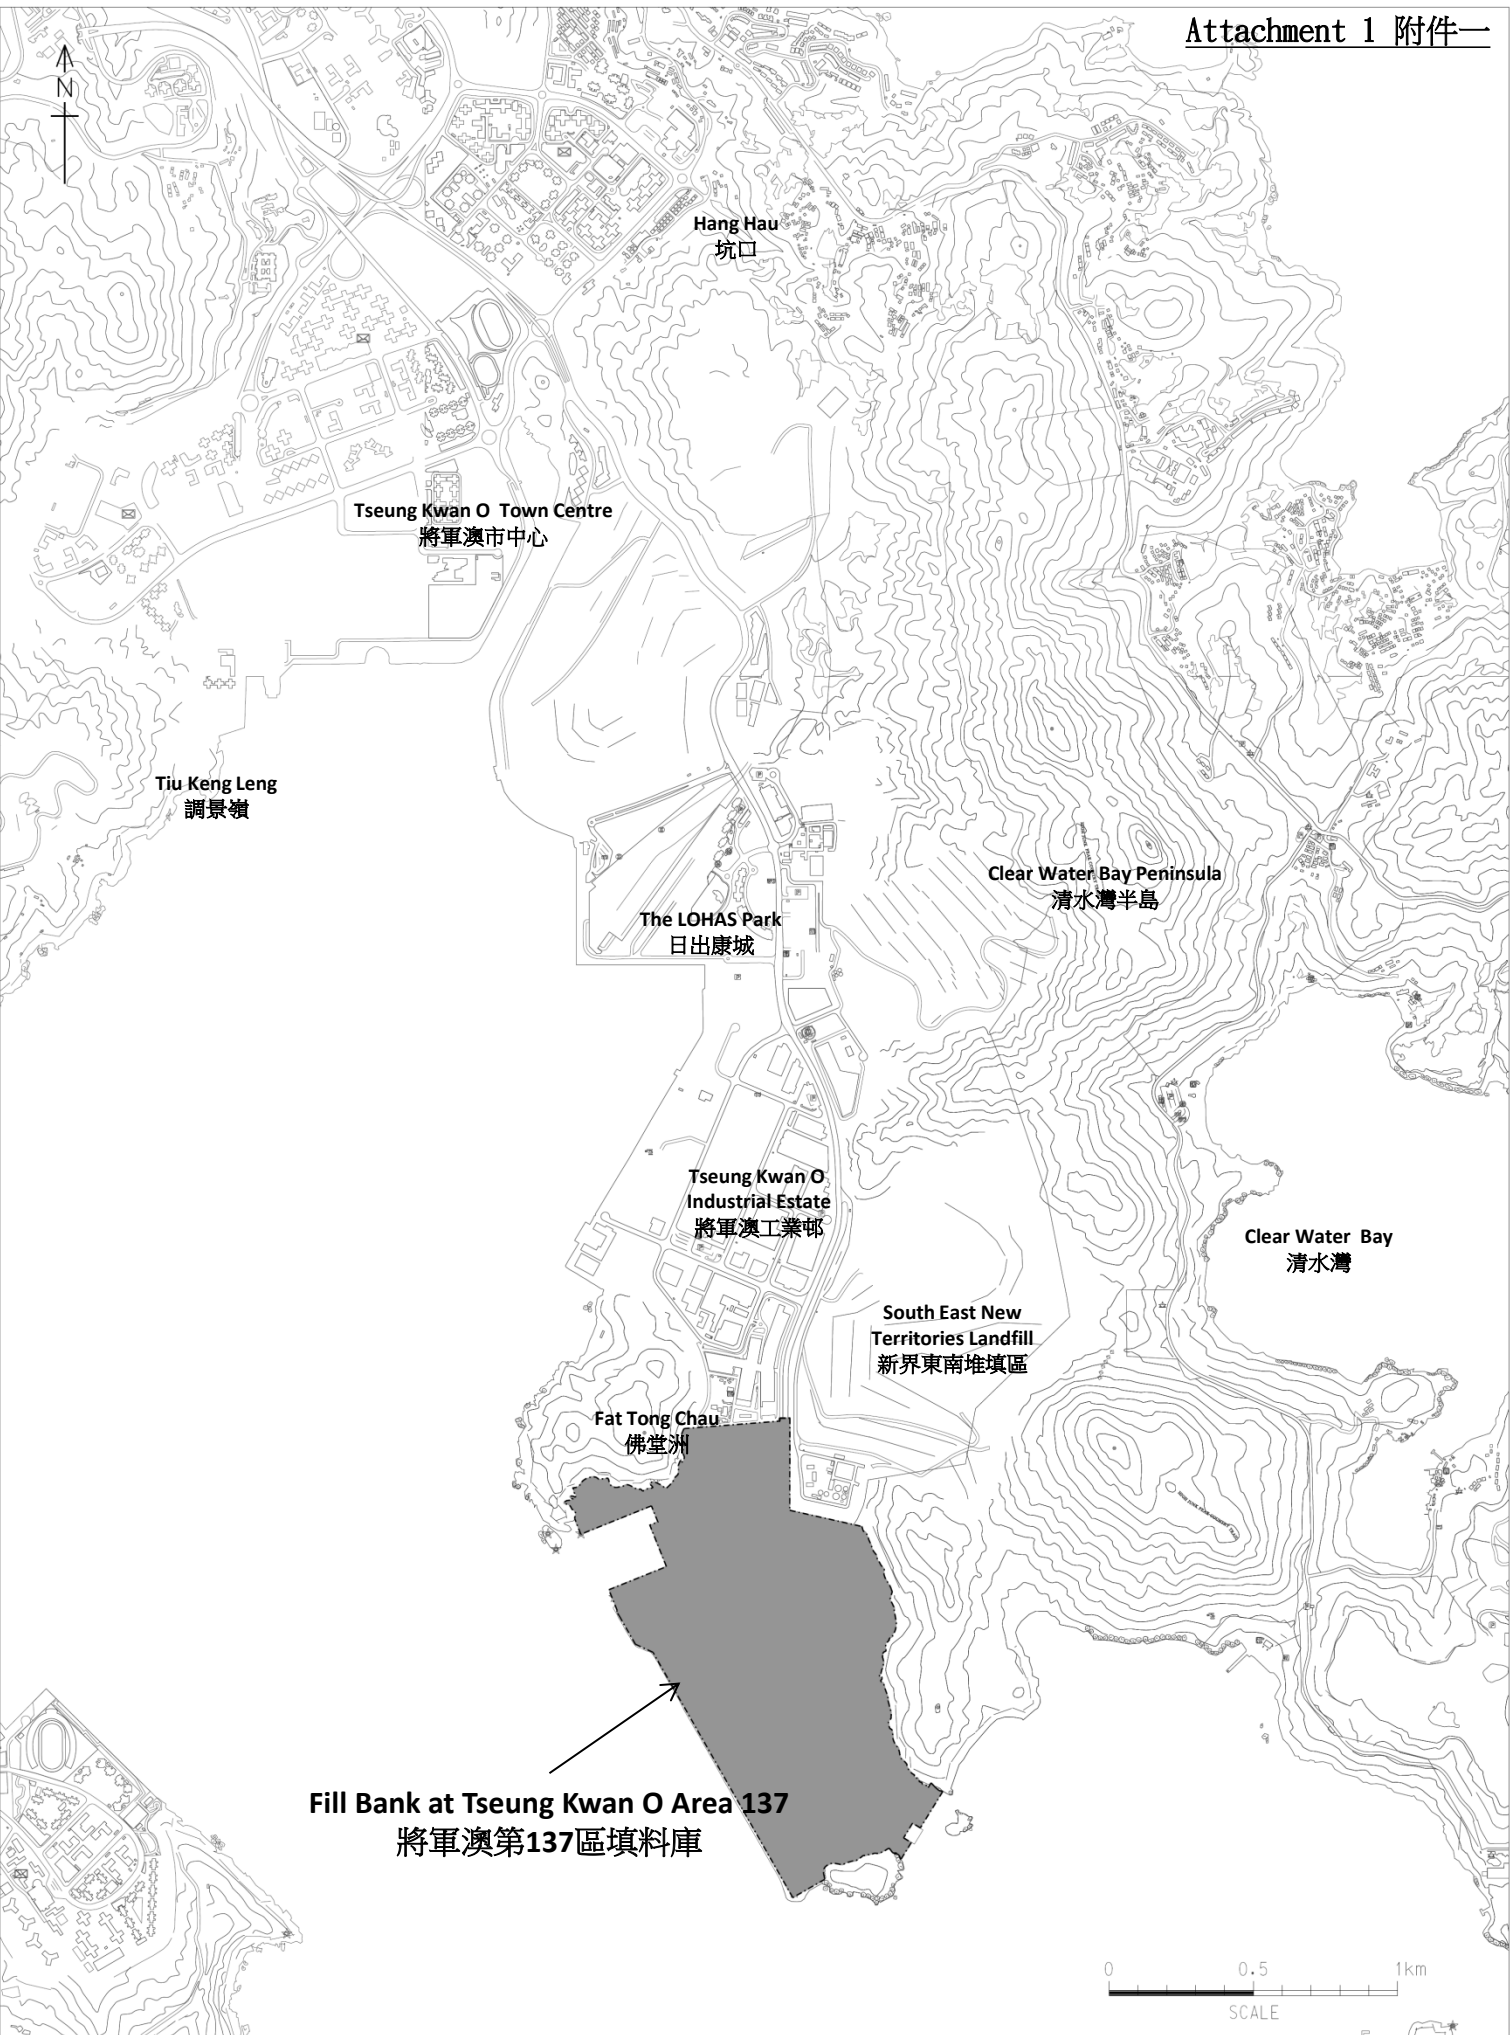 Attachment 1 附件一
N
Hang Hau
坑口
Tseung Kwan O Town Centre
將軍澳市中心
Tiu Keng Leng
調景嶺
Clear Water Bay Peninsula
清水灣半島
The LOHAS Park
日出康城
Tseung Kwan O
Industrial Estate
將軍澳工業邨
Clear Water Bay
清水灣
South East New
Territories Landfill
新界東南堆填區
Fat Tong Chau
佛堂洲
Fill Bank at Tseung Kwan O Area 137
將軍澳第137區填料庫
0 0.5 1km
SCALE